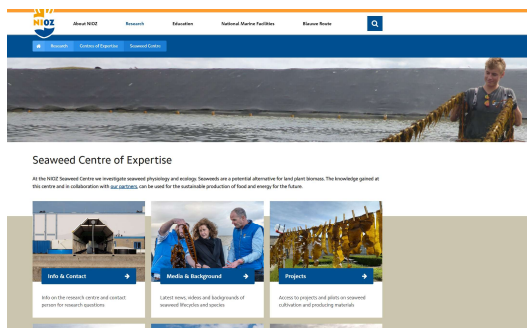 NIOZ
About NIOZ Research Education National Marine Facilities Blauwe Route
Research Centers of Expertise Seaweed Centre
Seaweed Centre of Expertise
At the NIOZ Seaweed Centre we investigate seaweed physiology and ecology. Seaweeds are a potential alternative for land plant biomass. The knowledge gained at
this centre and in collaboration with our partners, can be used for the sustainable production of food and energy for the future.
Info & Contact
Media & Background
Projects
Info on the research centre and contact
person for research questions
Latest news, videos and backgrounds of
seaweed lifecycles and species
Access to projects and pilots on seaweed
cultivation and producing materials